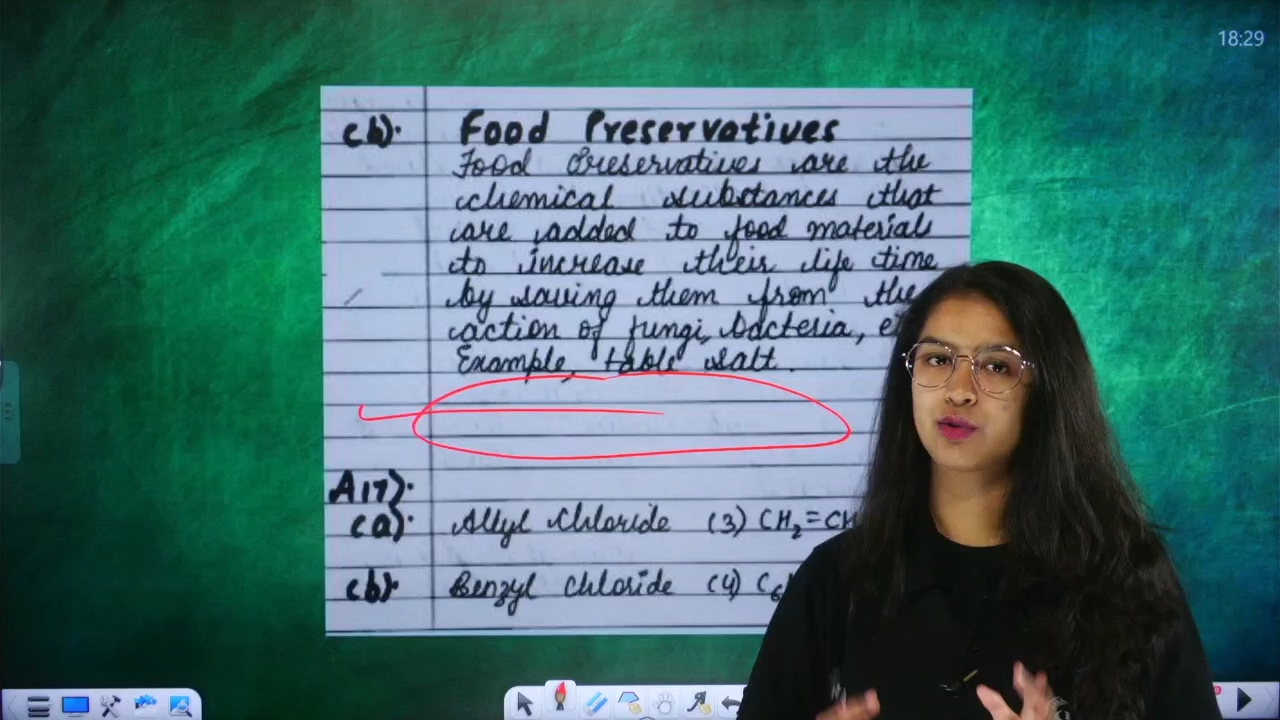 18:29
(b). Food Preservatives
Food Preservatives are the
chemical substances that
are added to food materials
to increase their life time
by saving them from the
action of fungi, bacteria,
Example, table salt.
A17).
(a). Allyl Chloride (3) CH₂=CH
(b). Benzyl chloride (4) C₆